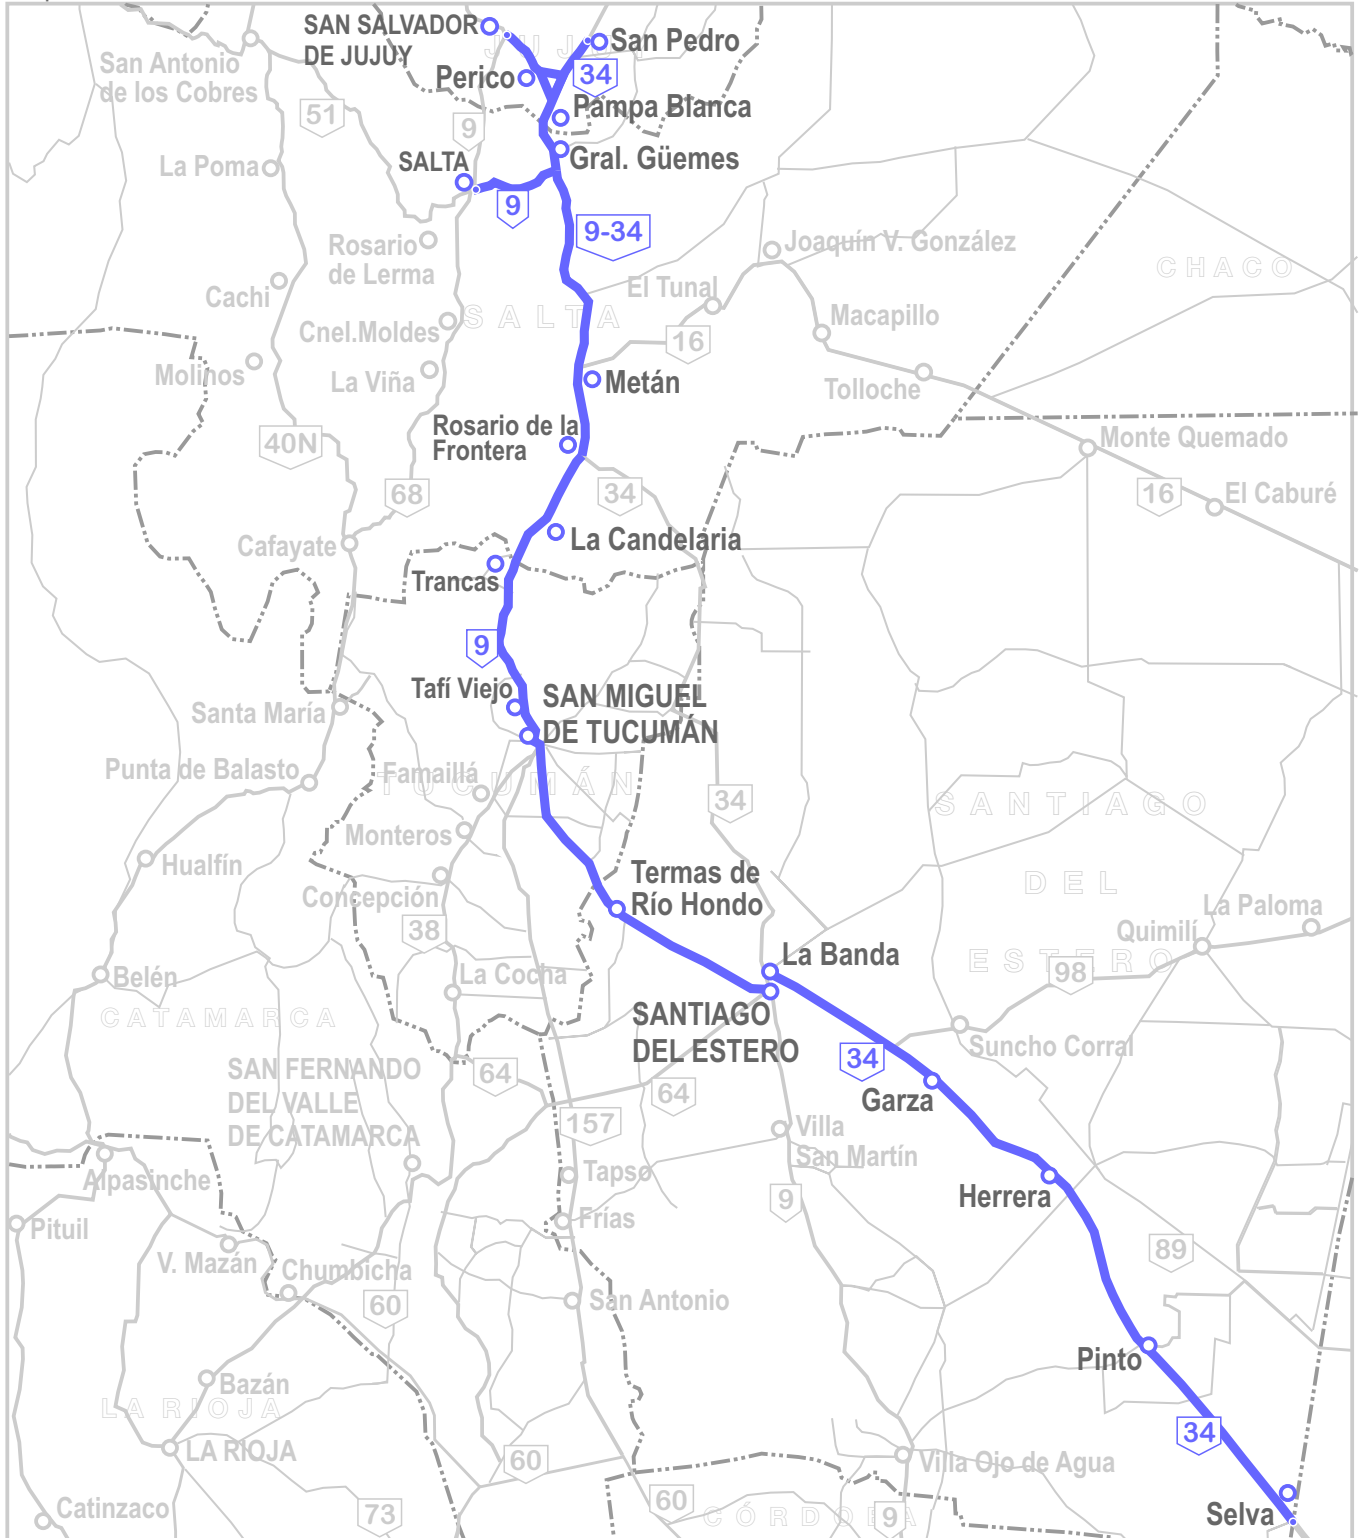 SAN SALVADOR
DE JUJUY
JUJUY
San Pedro
San Antonio
de los Cobres
Perico
34
51
9
Pampa Blanca
La Poma
SALTA
Gral. Güemes
9
9-34
Rosario
de Lerma
Joaquín V. González
CHACO
Cachi
El Tunal
SALTA
Cnel.Moldes
16
Macapillo
Molinos
La Viña
Metán
Tolloche
Rosario de la
Frontera
40N
Monte Quemado
68
34
16
El Caburé
Cafayate
La Candelaria
Trancas
9
Tafí Viejo
SAN MIGUEL
DE TUCUMÁN
Santa María
Punta de Balasto
Famaillá
TUCUMÁN
34
SANTIAGO
Monteros
Hualfín
Termas de
Río Hondo
DEL
Concepción
La Paloma
38
Quimilí
La Banda
ESTERO
98
Belén
La Cocha
CATAMARCA
SANTIAGO
DEL ESTERO
Suncho Corral
SAN FERNANDO
DEL VALLE
DE CATAMARCA
64
34
64
Garza
157
Villa
San Martín
Alpasinche
Tapso
Herrera
9
Pituil
Frías
V. Mazán
89
Chumbicha
60
San Antonio
Pinto
Bazán
LA RIOJA
34
LA RIOJA
60
Villa Ojo de Agua
Catinzaco
73
60
CÓRDOBA
9
Selva